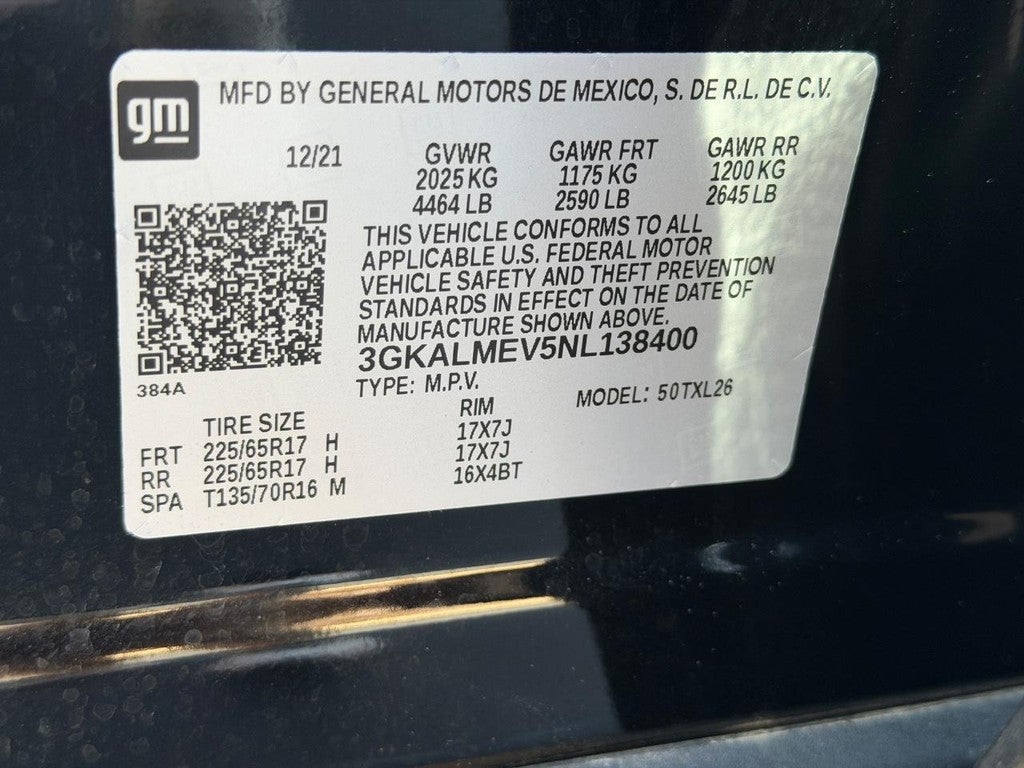 gm
MFD BY GENERAL MOTORS DE MEXICO, S. DE R.L. DE C.V.
12/21 GVWR GAWR FRT GAWR RR
2025 KG 1175 KG 1200 KG
4464 LB 2590 LB 2645 LB
THIS VEHICLE CONFORMS TO ALL
APPLICABLE U.S. FEDERAL MOTOR
VEHICLE SAFETY AND THEFT PREVENTION
STANDARDS IN EFFECT ON THE DATE OF
MANUFACTURE SHOWN ABOVE.
3GKALMEV5NL138400
384A
TYPE: M.P.V. MODEL: 50TXL26
TIRE SIZE RIM
FRT 225/65R17 H 17X7J
RR 225/65R17 H 17X7J
SPA T135/70R16 M 16X4BT